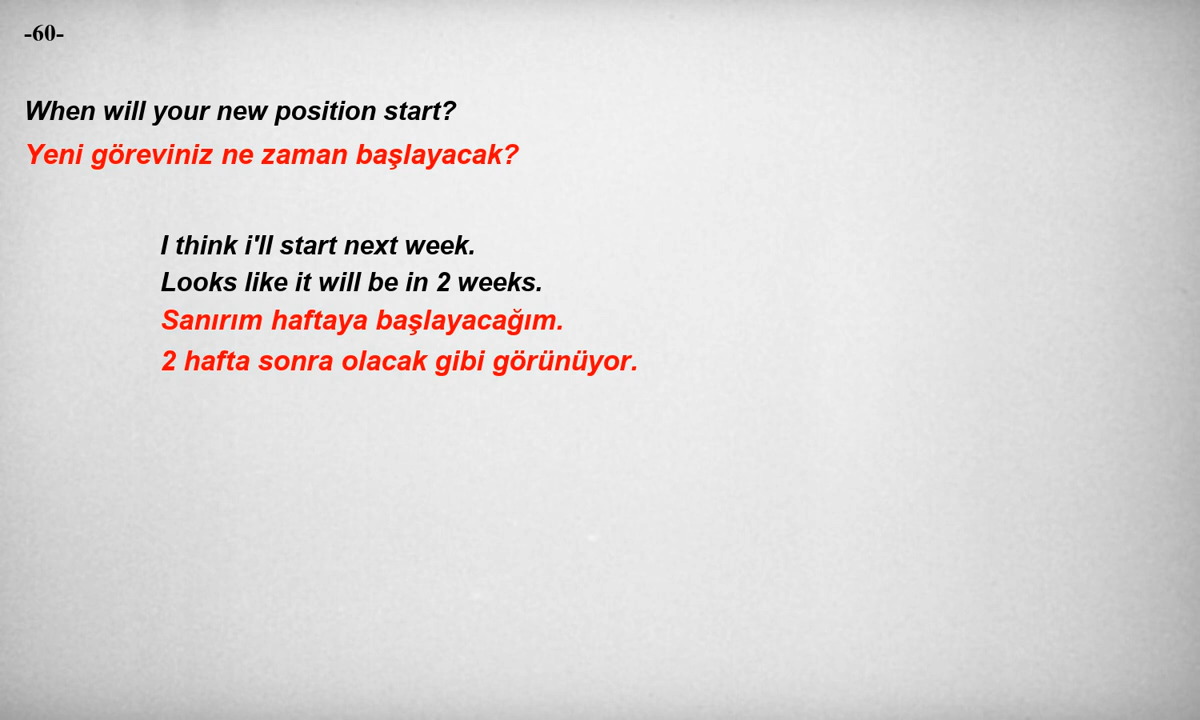 -60-
When will your new position start?
Yeni göreviniz ne zaman başlayacak?
I think i'll start next week.
Looks like it will be in 2 weeks.
Sanırım haftaya başlayacağım.
2 hafta sonra olacak gibi görünüyor.